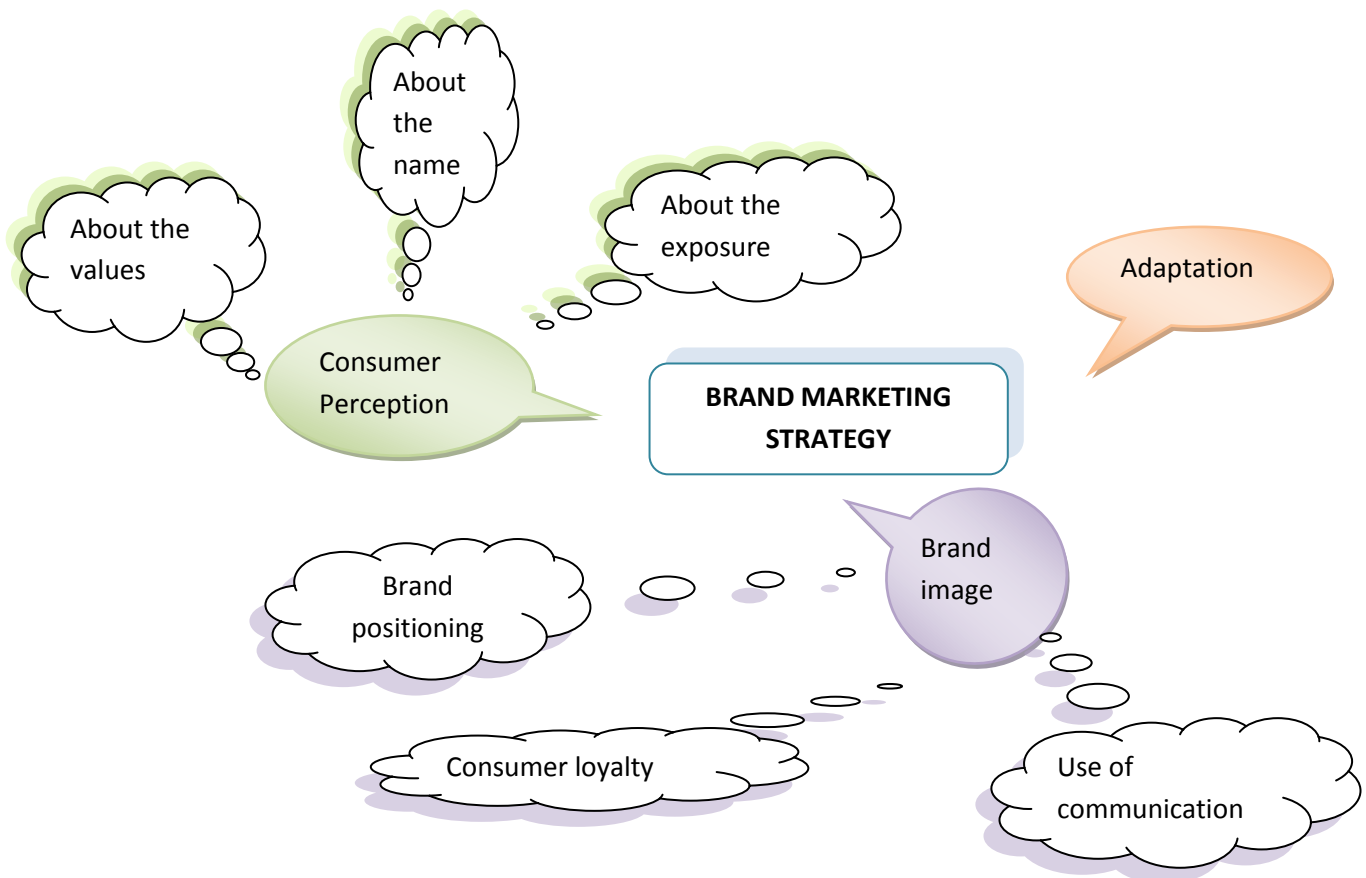 About
the
name
About the
values
About the
exposure
Adaptation
Consumer
Perception
BRAND MARKETING
STRATEGY
Brand
image
Brand
positioning
Consumer loyalty
Use of
communication